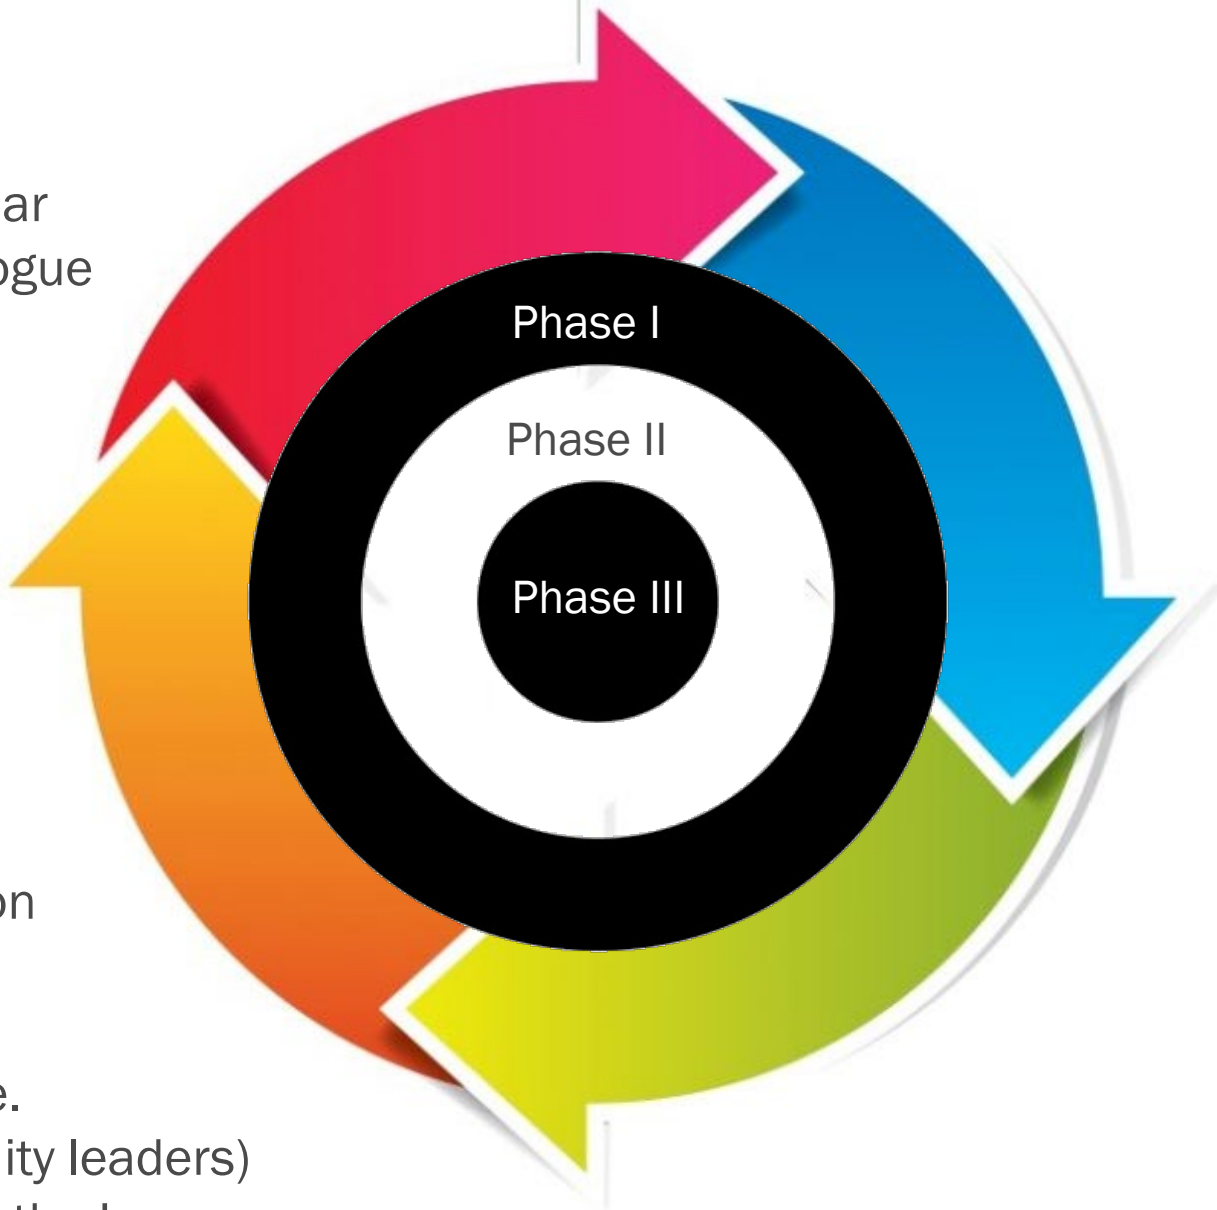 ar
ogue
Phase I
Phase II
Phase III
on
e.
ity leaders)